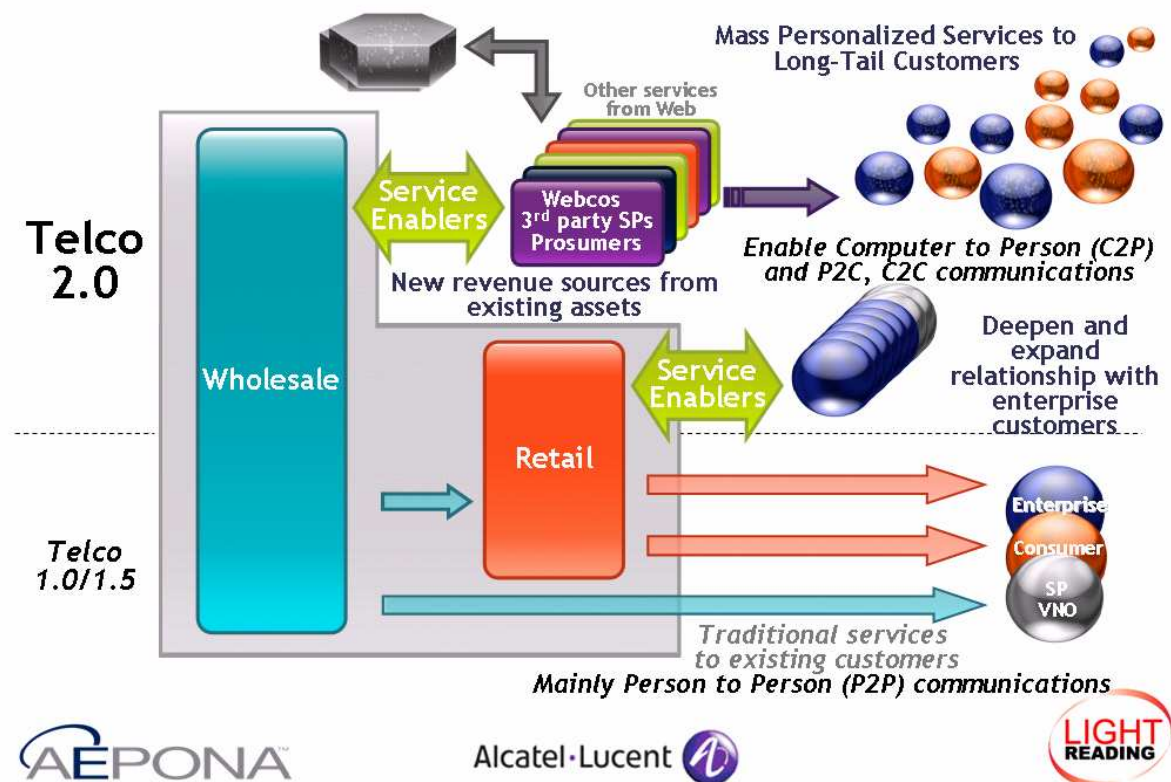 Mass Personalized Services to
Long-Tail Customers
Other services
from Web
Service
Enablers
Webcos
3rd party SPs
Prosumers
Telco
2.0
Enable Computer to Person (C2P)
and P2C, C2C communications
New revenue sources from
existing assets
Wholesale
Service
Enablers
Deepen and
expand
relationship with
enterprise
customers
Retail
Telco
1.0/1.5
Enterprise
Consumer
SP
VNO
Traditional services
to existing customers
Mainly Person to Person (P2P) communications
AEPONA™
Alcatel·Lucent
LIGHT
READING